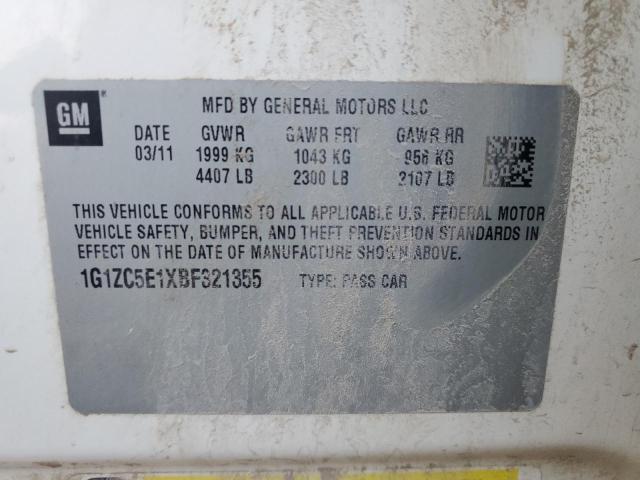 GM
MFD BY GENERAL MOTORS LLC
DATE GVWR GAWR FRT GAWR RR
03/11 1999 KG 1043 KG 956 KG
4407 LB 2300 LB 2107 LB
THIS VEHICLE CONFORMS TO ALL APPLICABLE U.S. FEDERAL MOTOR
VEHICLE SAFETY, BUMPER, AND THEFT PREVENTION STANDARDS IN
EFFECT ON THE DATE OF MANUFACTURE SHOWN ABOVE.
1G1ZC5E1XBF321355 TYPE: PASS CAR